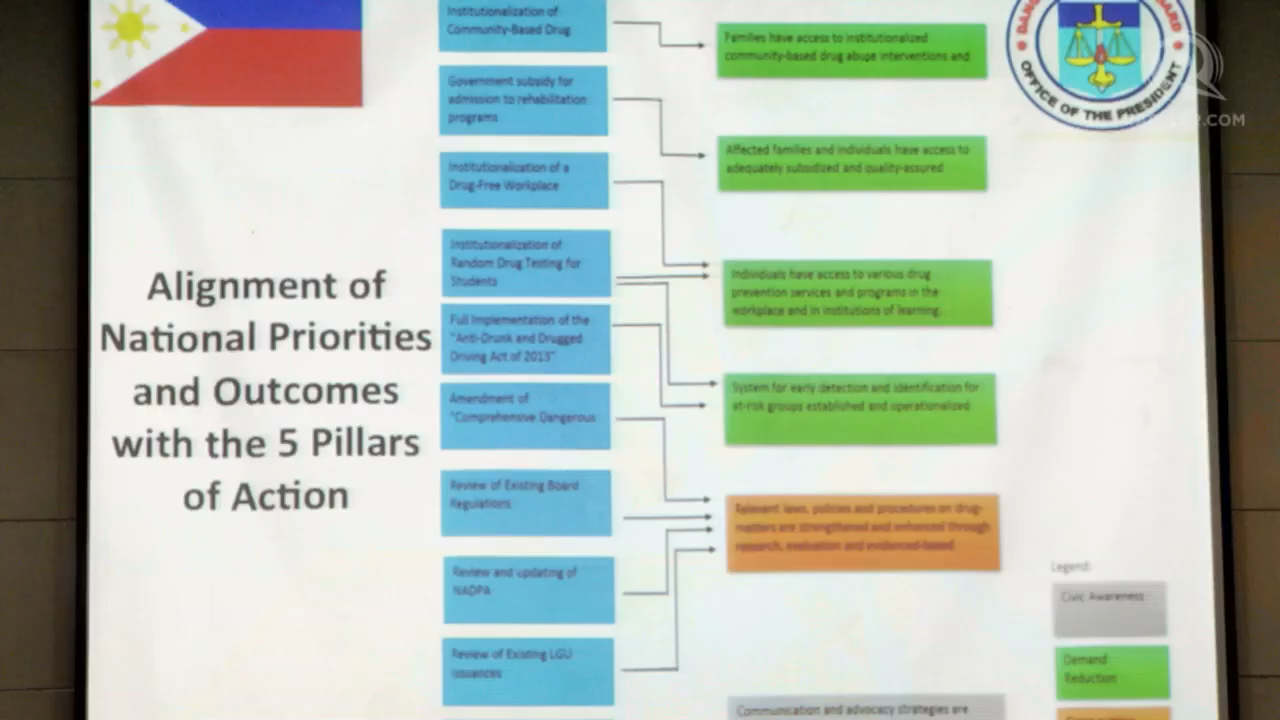 Alignment of
National Priorities
and Outcomes
with the 5 Pillars
of Action
Institutionalization of
Community-Based Drug
Government subsidy for
admission to rehabilitation
programs
Institutionalization of a
Drug-Free Workplace
Institutionalization of
Random Drug Testing for
Students
Full Implementation of the
"Anti-Drunk and Drugged
Driving Act of 2013"
Amendment of
"Comprehensive Dangerous
Review of Existing Board
Regulations
Review and updating of
NADPA
Review of Existing LGU
issuances
Families have access to institutionalized
community-based drug abuse interventions and
Affected families and individuals have access to
adequately subsidized and quality-assured
Individuals have access to various drug
prevention services and programs in the
workplace and in institutions of learning.
System for early detection and identification for
at-risk groups established and operationalized
Relevant laws, policies and procedures on drug-
matters are strengthened and enhanced through
research, evaluation and evidenced-based
Communication and advocacy strategies are
OFFICE OF THE PRESIDENT
.COM
Legend:
Civic Awareness
Demand
Reduction